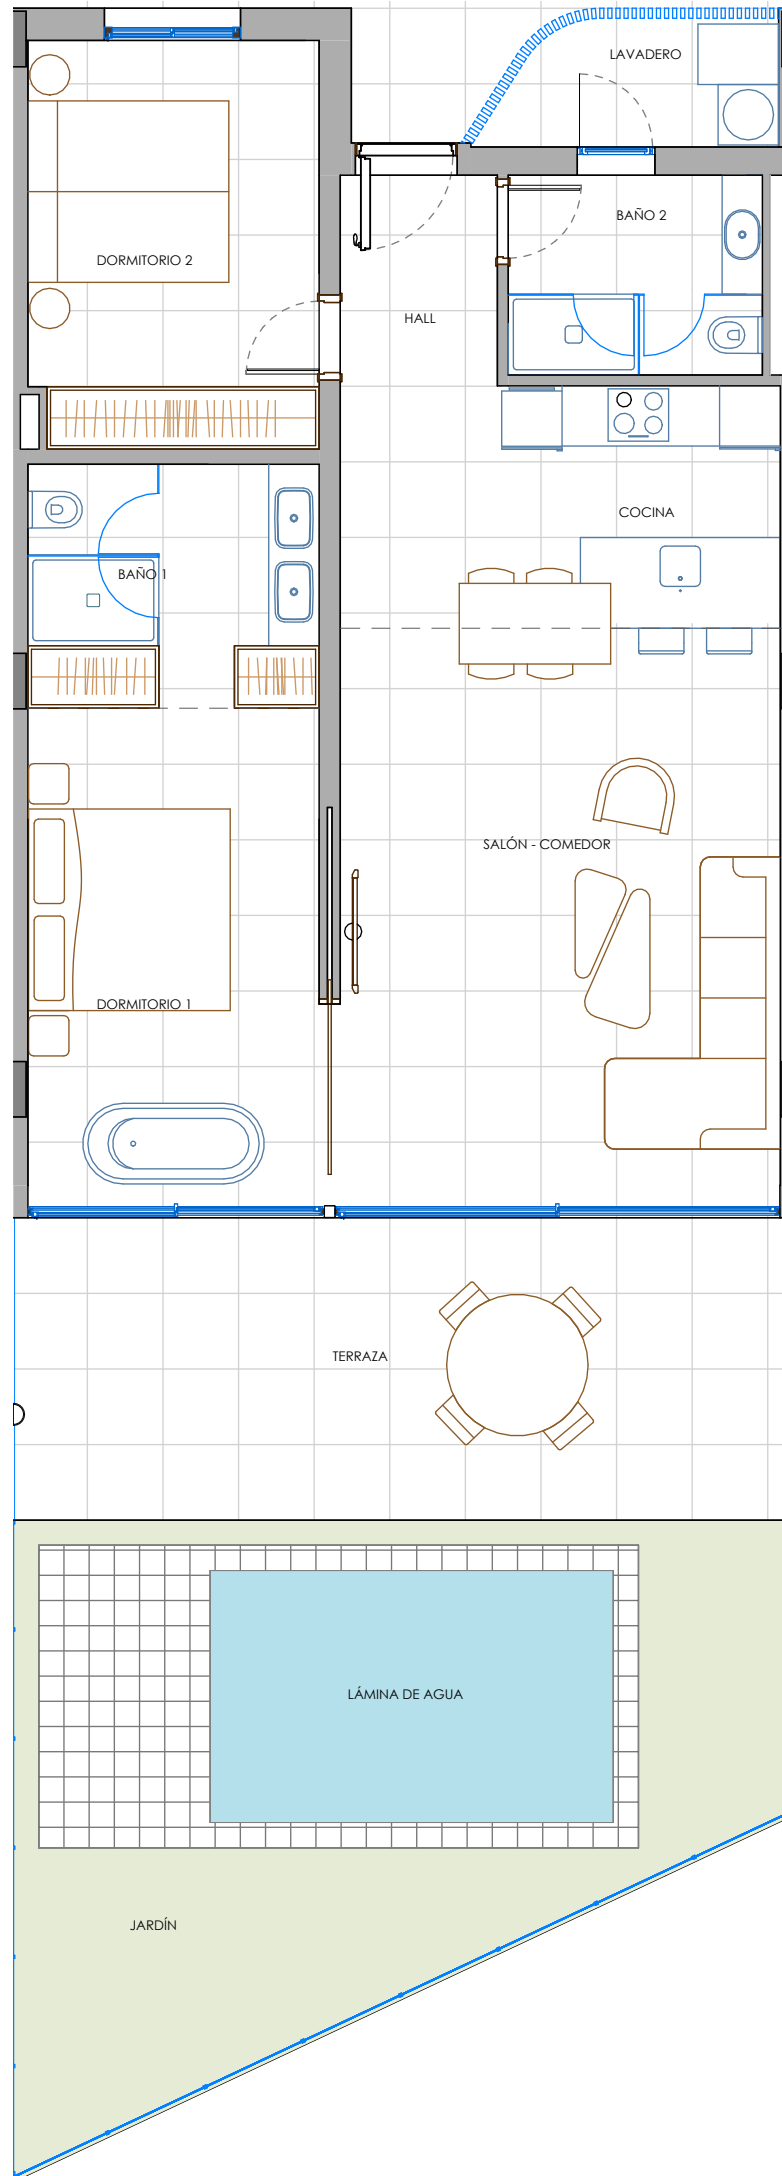 LAVADERO
BAÑO 2
DORMITORIO 2
HALL
COCINA
BAÑO 1
SALÓN - COMEDOR
DORMITORIO 1
TERRAZA
LÁMINA DE AGUA
JARDÍN